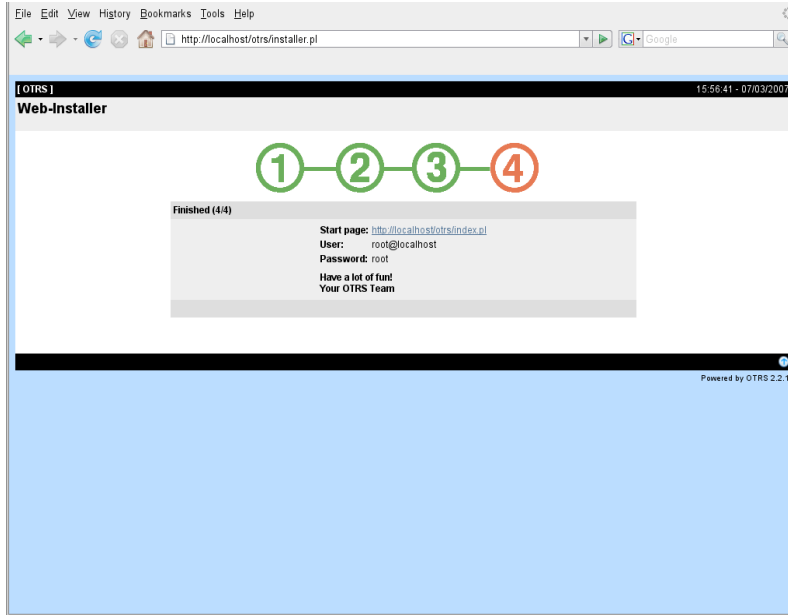 File Edit View History Bookmarks Tools Help
http://localhost/otrs/installer.pl G Google
[ OTRS ] 15:56:41 - 07/03/2007
Web-Installer
1 2 3 4
Finished (4/4)
Start page: http://localhost/otrs/index.pl
User: root@localhost
Password: root
Have a lot of fun!
Your OTRS Team
Powered by OTRS 2.2.1